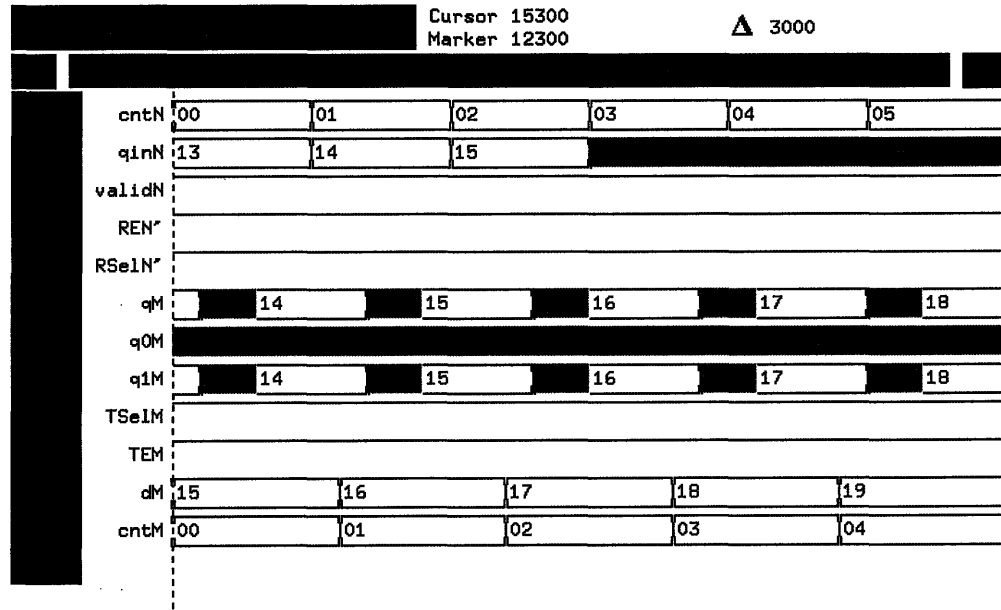 Cursor 15300
Marker 12300
Δ 3000
cntN 00 01 02 03 04 05
qinN 13 14 15
validN
REN'
RSelN'
qM 14 15 16 17 18
q0M
q1M 14 15 16 17 18
TSelM
TEM
dM 15 16 17 18 19
cntM 00 01 02 03 04